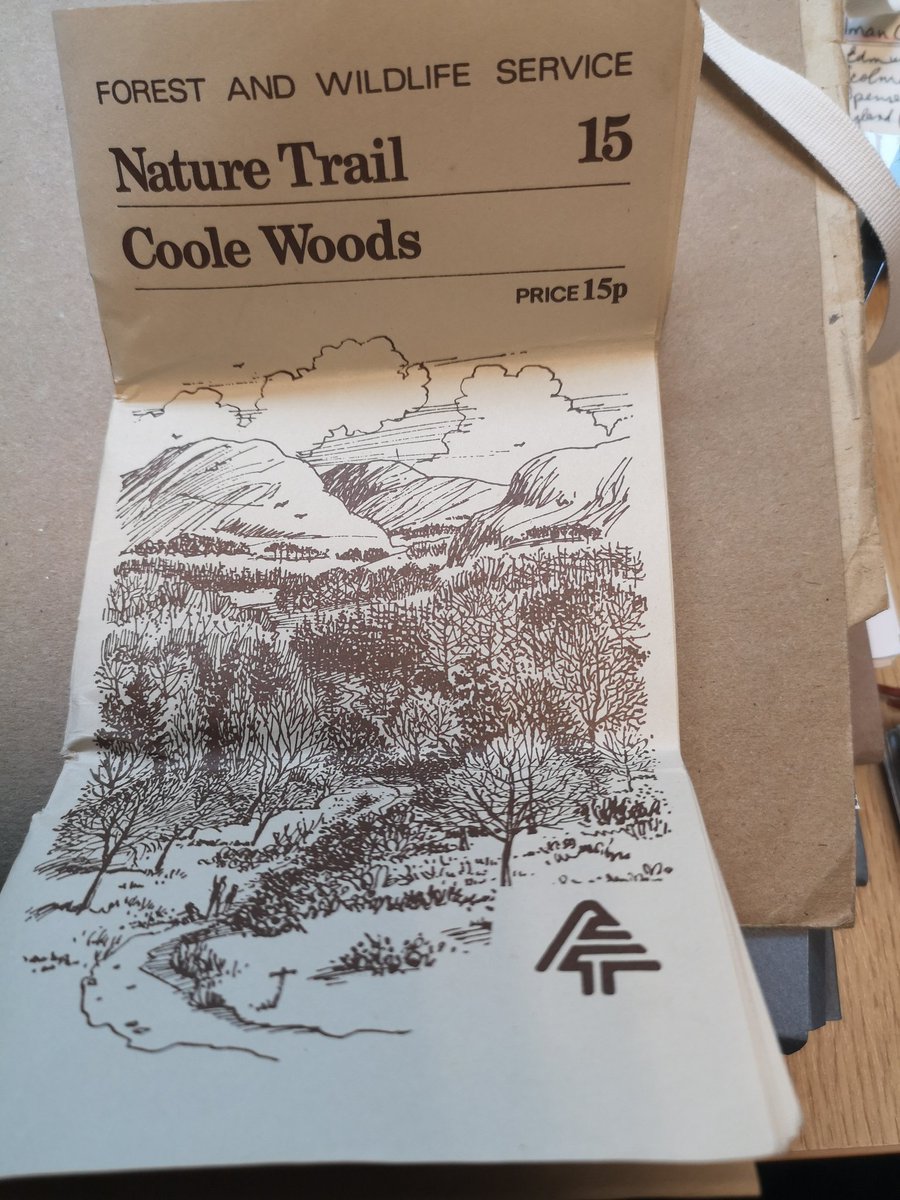 FOREST AND WILDLIFE SERVICE
Nature Trail 15
Coole Woods
PRICE 15p